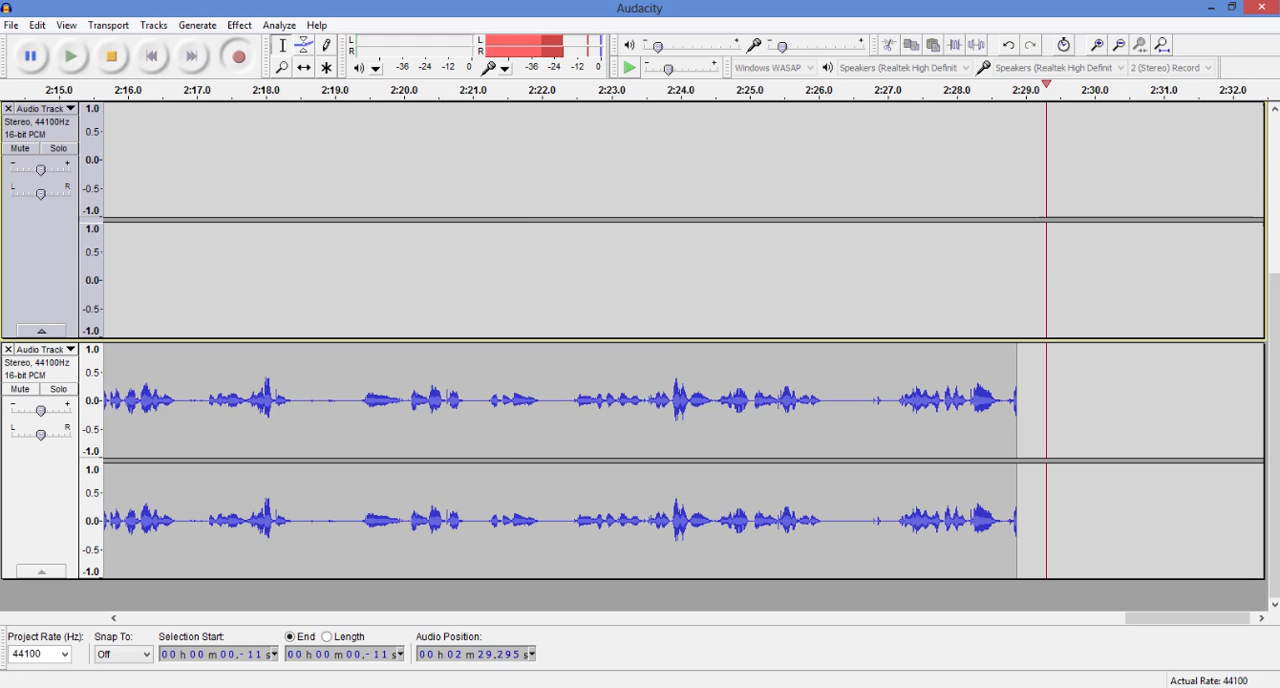 Audacity
File Edit View Transport Tracks Generate Effect Analyze Help
L
R
L
R
-36 -24 -12 0
-36 -24 -12 0
Windows WASAP Speakers (Realtek High Definit Speakers (Realtek High Definit 2 (Stereo) Record
2:15.0 2:16.0 2:17.0 2:18.0 2:19.0 2:20.0 2:21.0 2:22.0 2:23.0 2:24.0 2:25.0 2:26.0 2:27.0 2:28.0 2:29.0 2:30.0 2:31.0 2:32.0
Audio Track
Stereo, 44100Hz
16-bit PCM
Mute Solo
- +
L R
1.0
0.5-
0.0-
-0.5-
-1.0
1.0
0.5-
0.0-
-0.5-
-1.0
Audio Track
Stereo, 44100Hz
16-bit PCM
Mute Solo
- +
L R
1.0
0.5-
0.0-
-0.5-
-1.0
1.0
0.5-
0.0-
-0.5-
-1.0
Project Rate (Hz): Snap To: Selection Start: End Length Audio Position:
44100 Off 00 h 00 m 00.-11 s 00 h 00 m 00.-11 s 00 h 02 m 29.295 s
Actual Rate: 44100